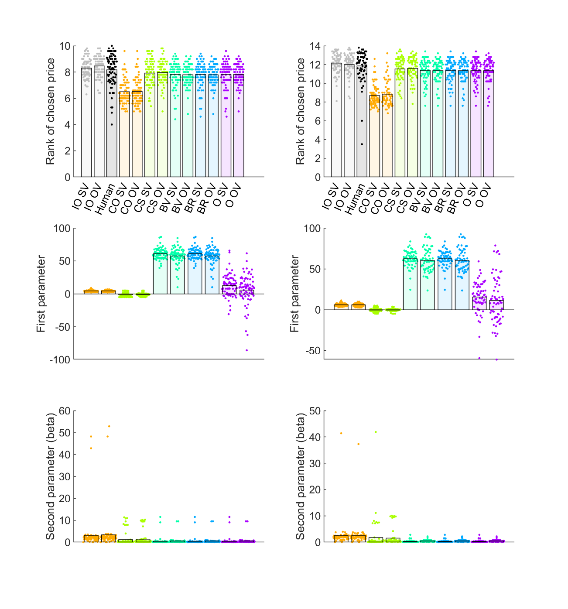 Rank of chosen price
10
8
6
4
2
0
IO SV
IO OV
Human
CO SV
CO OV
CS SV
CS OV
BV SV
BV OV
BR SV
BR OV
O SV
O OV
Rank of chosen price
14
12
10
8
6
4
2
0
IO SV
IO OV
Human
CO SV
CO OV
CS SV
CS OV
BV SV
BV OV
BR SV
BR OV
O SV
O OV
First parameter
100
50
0
-50
-100
First parameter
100
50
0
-50
Second parameter (beta)
60
50
40
30
20
10
0
Second parameter (beta)
50
40
30
20
10
0